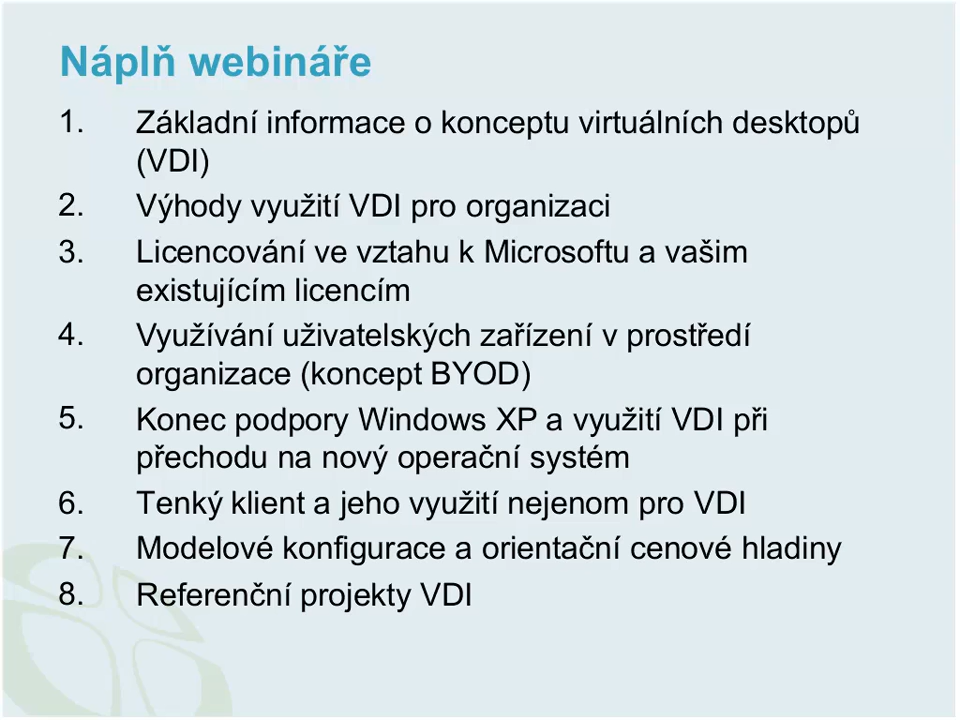 Náplň webináře
1. Základní informace o konceptu virtuálních desktopů
(VDI)
2. Výhody využití VDI pro organizaci
3. Licencování ve vztahu k Microsoftu a vašim
existujícím licencím
4. Využívání uživatelských zařízení v prostředí
organizace (koncept BYOD)
5. Konec podpory Windows XP a využití VDI při
přechodu na nový operační systém
6. Tenký klient a jeho využití nejenom pro VDI
7. Modelové konfigurace a orientační cenové hladiny
8. Referenční projekty VDI